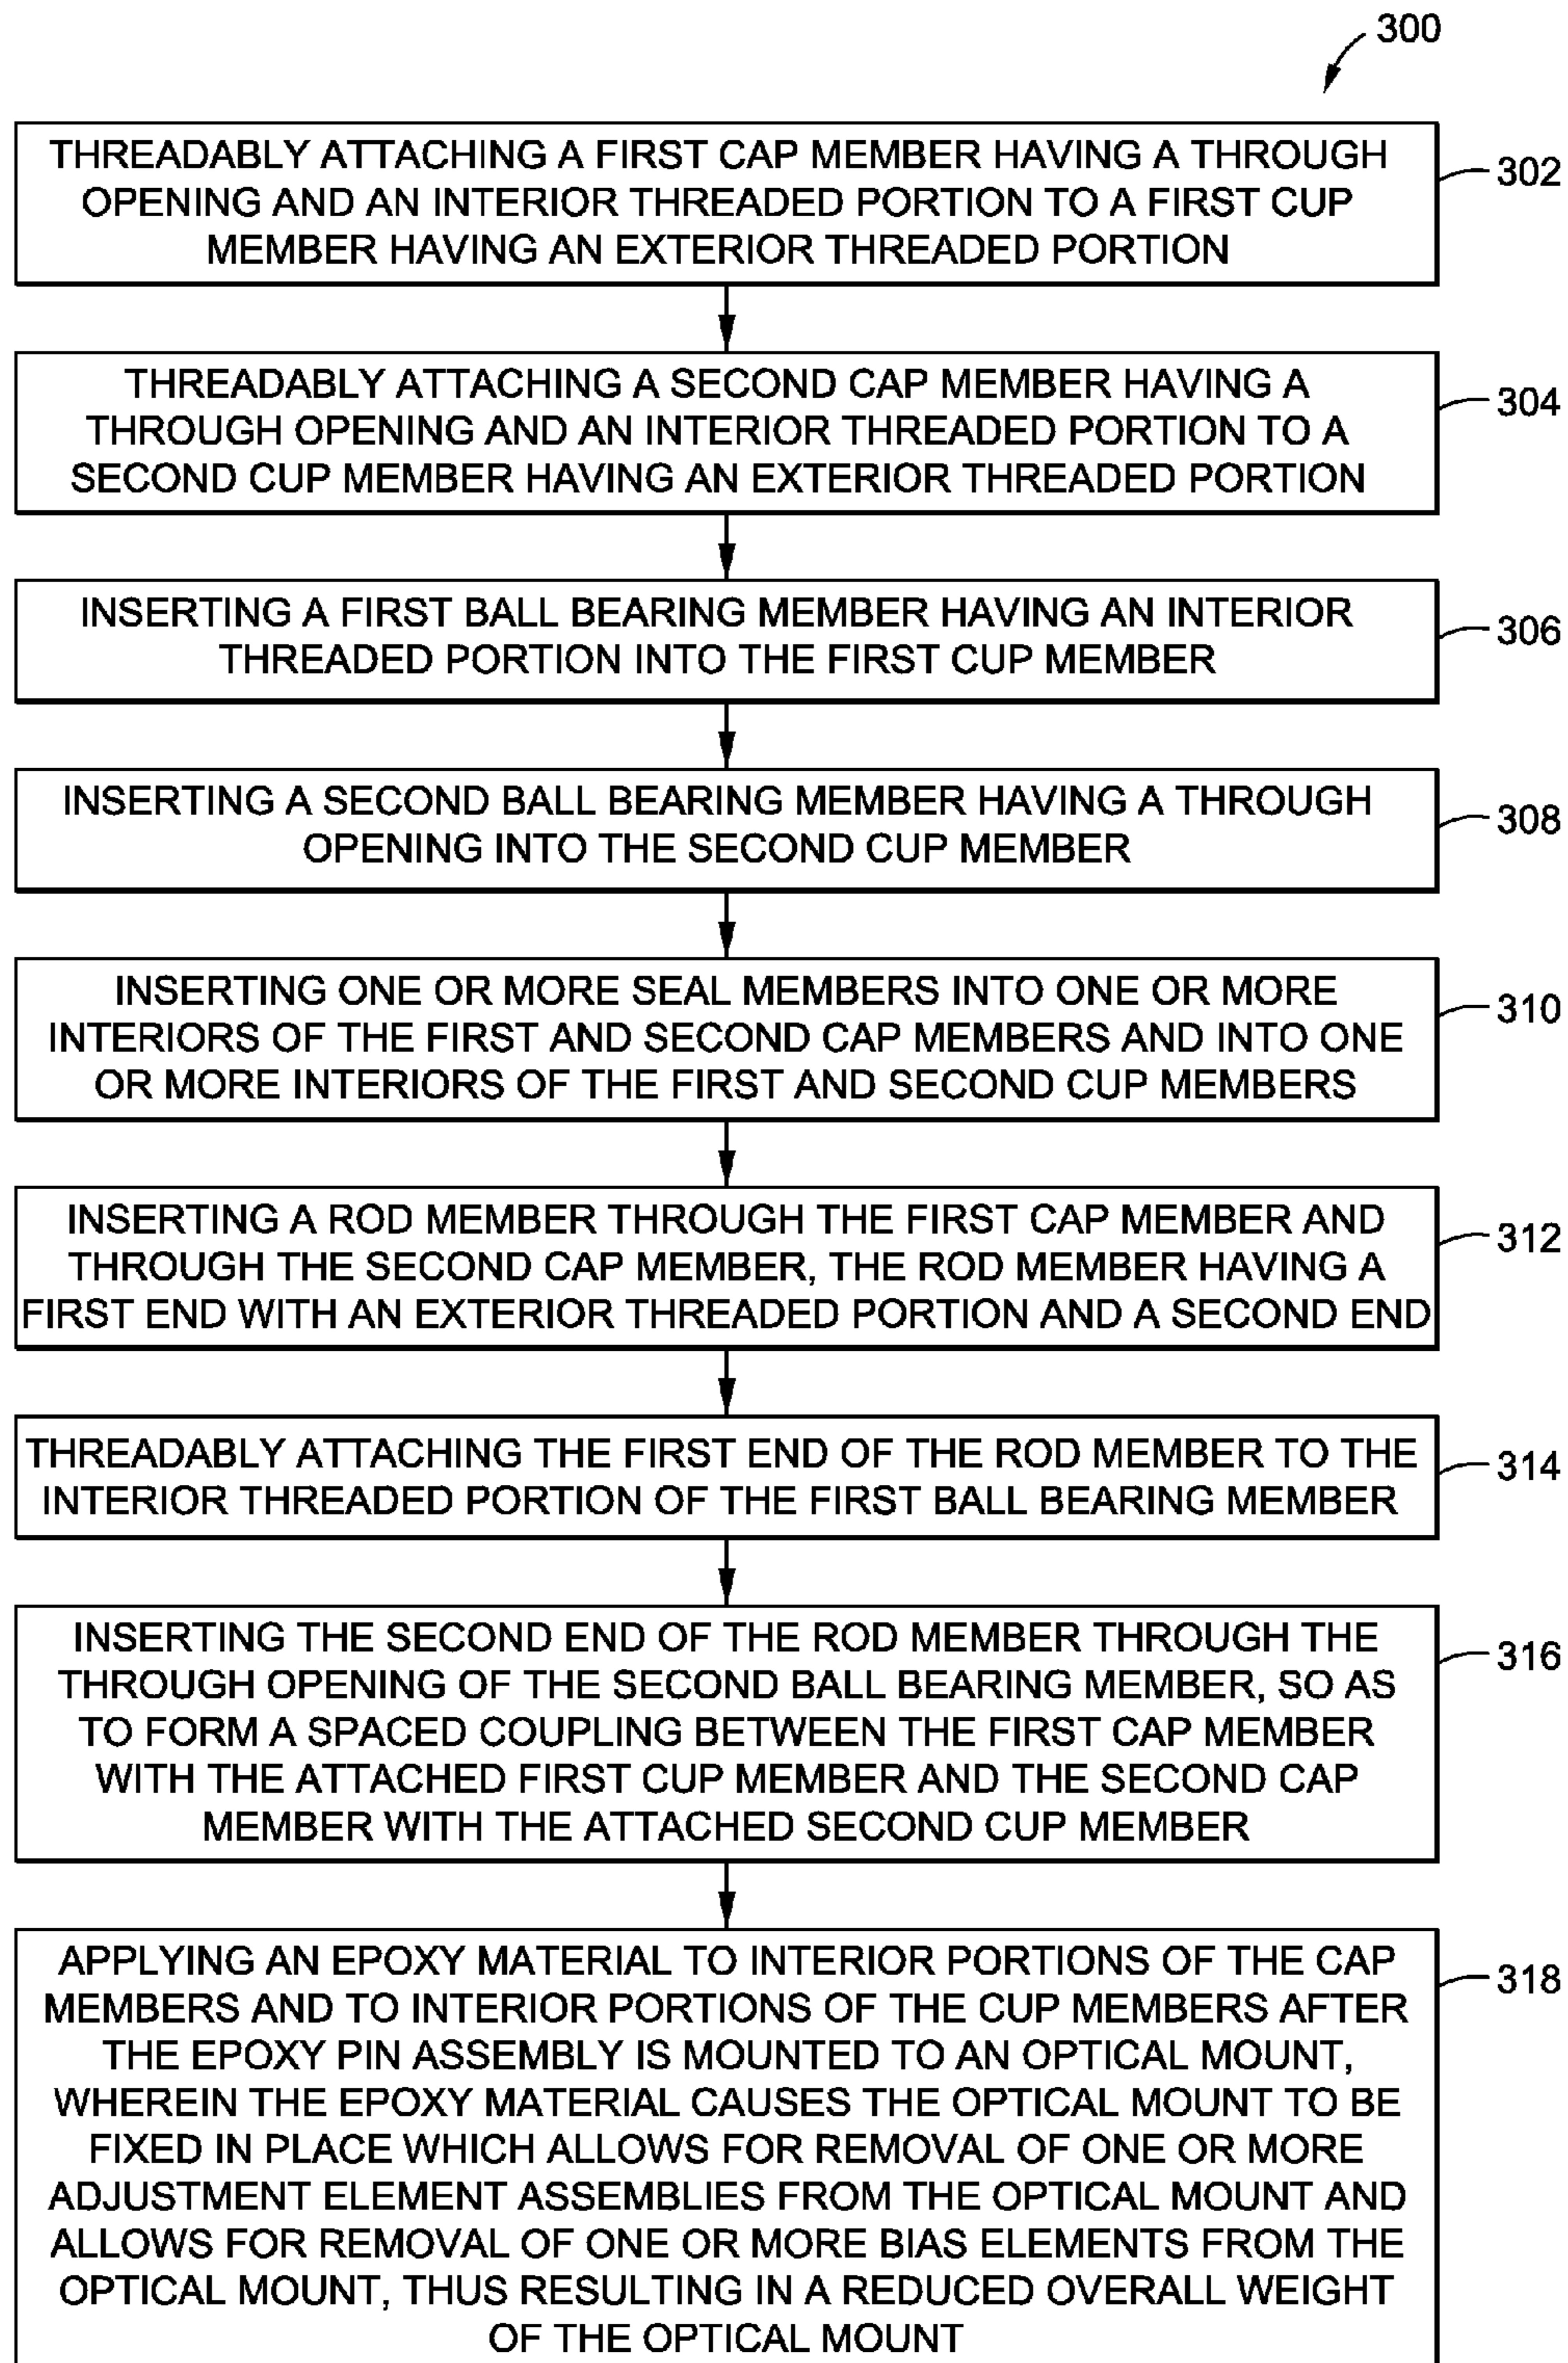 300
THREADABLY ATTACHING A FIRST CAP MEMBER HAVING A THROUGH
OPENING AND AN INTERIOR THREADED PORTION TO A FIRST CUP
MEMBER HAVING AN EXTERIOR THREADED PORTION
302
THREADABLY ATTACHING A SECOND CAP MEMBER HAVING A
THROUGH OPENING AND AN INTERIOR THREADED PORTION TO A
SECOND CUP MEMBER HAVING AN EXTERIOR THREADED PORTION
304
INSERTING A FIRST BALL BEARING MEMBER HAVING AN INTERIOR
THREADED PORTION INTO THE FIRST CUP MEMBER
306
INSERTING A SECOND BALL BEARING MEMBER HAVING A THROUGH
OPENING INTO THE SECOND CUP MEMBER
308
INSERTING ONE OR MORE SEAL MEMBERS INTO ONE OR MORE
INTERIORS OF THE FIRST AND SECOND CAP MEMBERS AND INTO ONE
OR MORE INTERIORS OF THE FIRST AND SECOND CUP MEMBERS
310
INSERTING A ROD MEMBER THROUGH THE FIRST CAP MEMBER AND
THROUGH THE SECOND CAP MEMBER, THE ROD MEMBER HAVING A
FIRST END WITH AN EXTERIOR THREADED PORTION AND A SECOND END
312
THREADABLY ATTACHING THE FIRST END OF THE ROD MEMBER TO THE
INTERIOR THREADED PORTION OF THE FIRST BALL BEARING MEMBER
314
INSERTING THE SECOND END OF THE ROD MEMBER THROUGH THE
THROUGH OPENING OF THE SECOND BALL BEARING MEMBER, SO AS
TO FORM A SPACED COUPLING BETWEEN THE FIRST CAP MEMBER
WITH THE ATTACHED FIRST CUP MEMBER AND THE SECOND CAP
MEMBER WITH THE ATTACHED SECOND CUP MEMBER
316
APPLYING AN EPOXY MATERIAL TO INTERIOR PORTIONS OF THE CAP
MEMBERS AND TO INTERIOR PORTIONS OF THE CUP MEMBERS AFTER
THE EPOXY PIN ASSEMBLY IS MOUNTED TO AN OPTICAL MOUNT,
WHEREIN THE EPOXY MATERIAL CAUSES THE OPTICAL MOUNT TO BE
FIXED IN PLACE WHICH ALLOWS FOR REMOVAL OF ONE OR MORE
ADJUSTMENT ELEMENT ASSEMBLIES FROM THE OPTICAL MOUNT AND
ALLOWS FOR REMOVAL OF ONE OR MORE BIAS ELEMENTS FROM THE
OPTICAL MOUNT, THUS RESULTING IN A REDUCED OVERALL WEIGHT
OF THE OPTICAL MOUNT
318